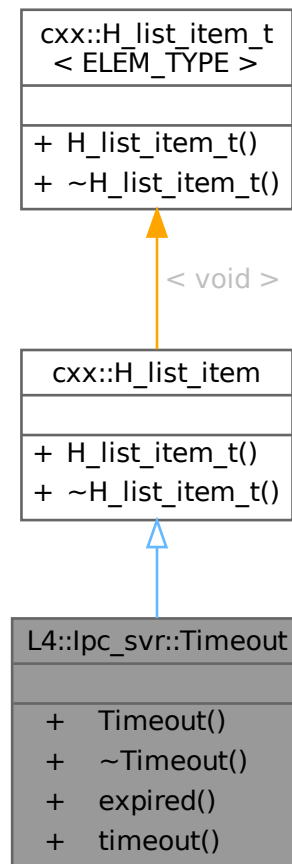 cxx::H_list_item_t
< ELEM_TYPE >
+ H_list_item_t()
+ ~H_list_item_t()
< void >
cxx::H_list_item
+ H_list_item_t()
+ ~H_list_item_t()
L4::Ipc_svr::Timeout
+ Timeout()
+ ~Timeout()
+ expired()
+ timeout()